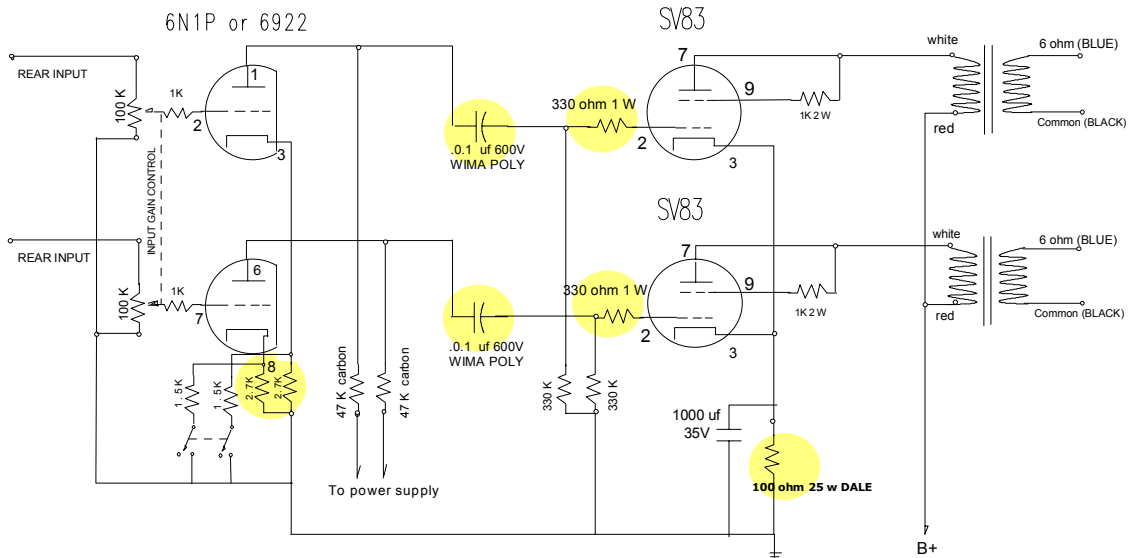 6N1P or 6922
SV83
REAR INPUT
100 K
1K
1
2
3
INPUT GAIN CONTROL
.0.1 uf 600V
WIMA POLY
330 ohm 1 W
7
9
2
3
1K 2 W
white
red
6 ohm (BLUE)
Common (BLACK)
SV83
REAR INPUT
100 K
1K
6
7
8
.0.1 uf 600V
WIMA POLY
330 ohm 1 W
7
9
2
3
1K 2 W
white
red
6 ohm (BLUE)
Common (BLACK)
1.5K
1.5K
2.7K
2.7K
47 K carbon
47 K carbon
330 K
330 K
1000 uf
35V
100 ohm 25 w DALE
To power supply
B+